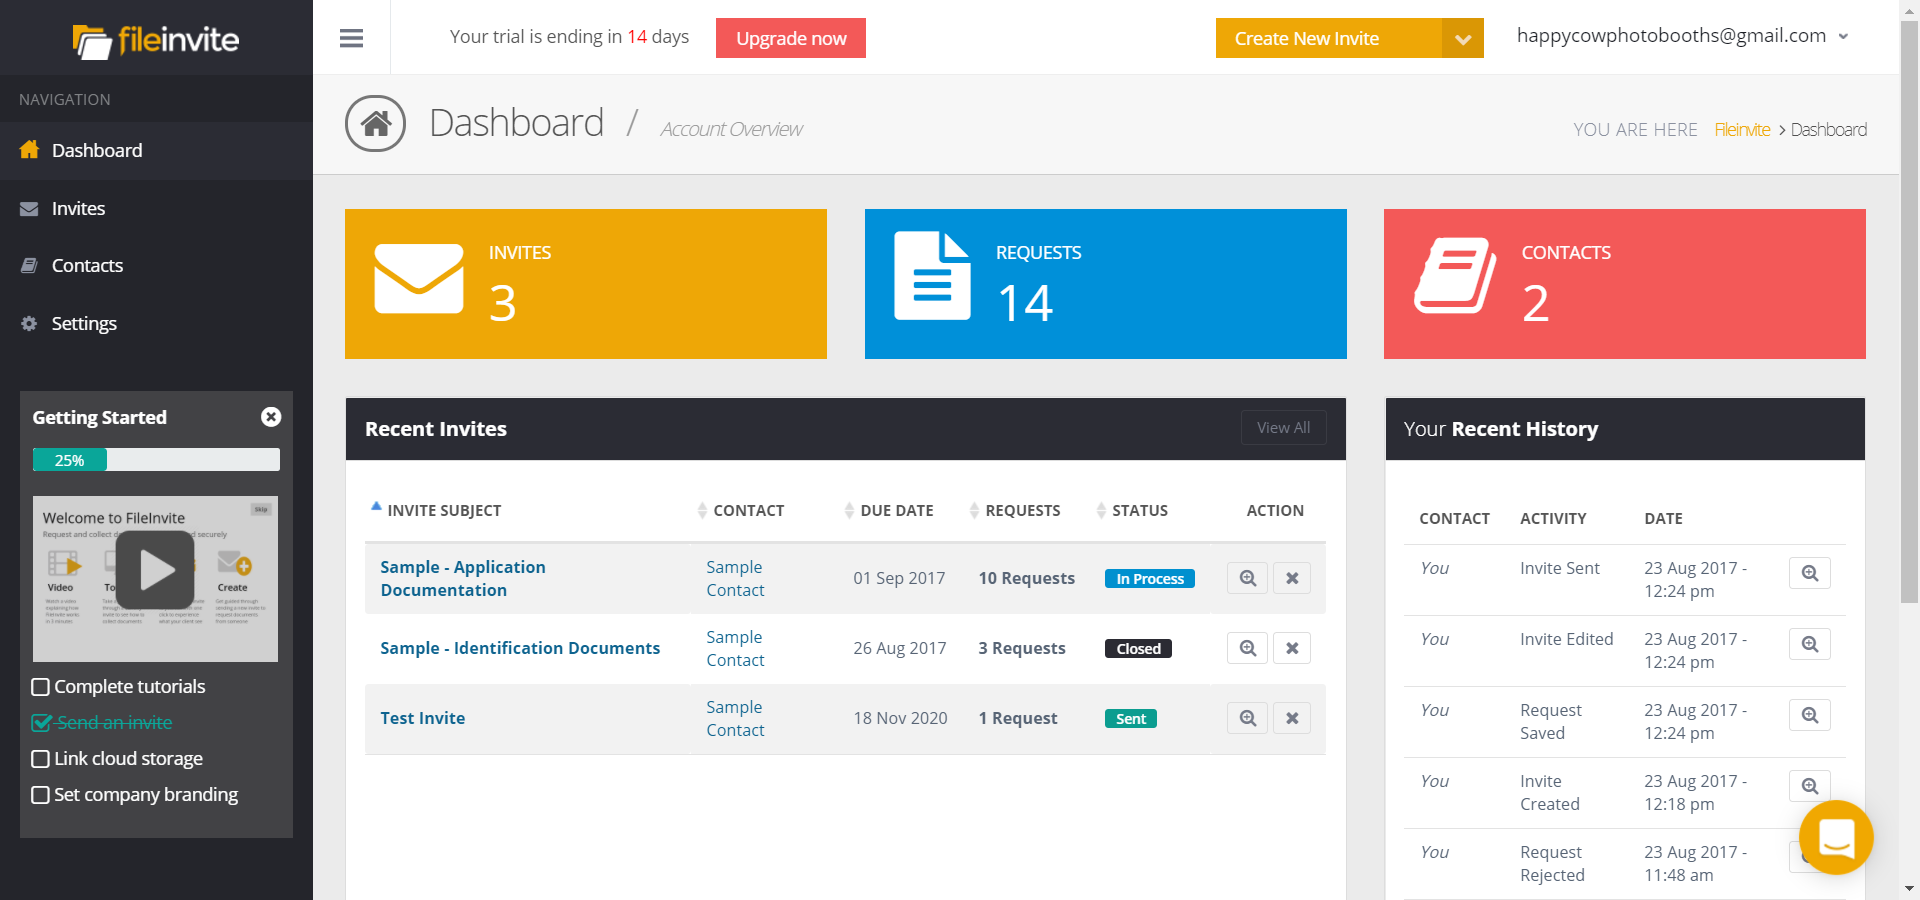 fileinvite
Your trial is ending in 14 days
Upgrade now
Create New Invite
happycowphotobooths@gmail.com
NAVIGATION
Dashboard
Invites
Contacts
Settings
Dashboard / Account Overview
YOU ARE HERE Fileinvite > Dashboard
INVITES
3
REQUESTS
14
CONTACTS
2
Getting Started
25%
Welcome to FileInvite
Skip
Request and collect d
securely
Video
To
Create
Complete tutorials
Send an invite
Link cloud storage
Set company branding
Recent Invites
View All
INVITE SUBJECT CONTACT DUE DATE REQUESTS STATUS ACTION
Sample - Application
Documentation
Sample
Contact
01 Sep 2017
10 Requests
In Process
Sample - Identification Documents
Sample
Contact
26 Aug 2017
3 Requests
Closed
Test Invite
Sample
Contact
18 Nov 2020
1 Request
Sent
Your Recent History
CONTACT ACTIVITY DATE
You
Invite Sent
23 Aug 2017 -
12:24 pm
You
Invite Edited
23 Aug 2017 -
12:24 pm
You
Request
Saved
23 Aug 2017 -
12:24 pm
You
Invite
Created
23 Aug 2017 -
12:18 pm
You
Request
Rejected
23 Aug 2017 -
11:48 am